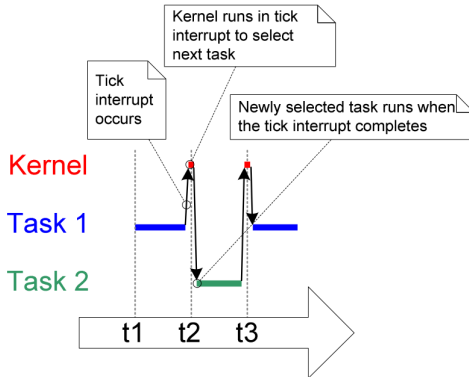 Kernel runs in tick
interrupt to select
next task
Tick
interrupt
occurs
Newly selected task runs when
the tick interrupt completes
Kernel
Task 1
Task 2
t1 t2 t3